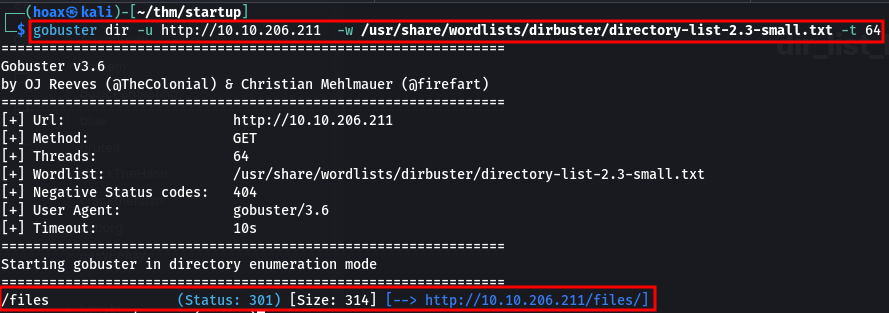 (hoax㉿kali)-[~/thm/startup]
$ gobuster dir -u http://10.10.206.211 -w /usr/share/wordlists/dirbuster/directory-list-2.3-small.txt -t 64
===============================================================
Gobuster v3.6
by OJ Reeves (@TheColonial) & Christian Mehlmauer (@firefart)
===============================================================
[+] Url: http://10.10.206.211
[+] Method: GET
[+] Threads: 64
[+] Wordlist: /usr/share/wordlists/dirbuster/directory-list-2.3-small.txt
[+] Negative Status codes: 404
[+] User Agent: gobuster/3.6
[+] Timeout: 10s
===============================================================
Starting gobuster in directory enumeration mode
===============================================================
/files (Status: 301) [Size: 314] [--> http://10.10.206.211/files/]